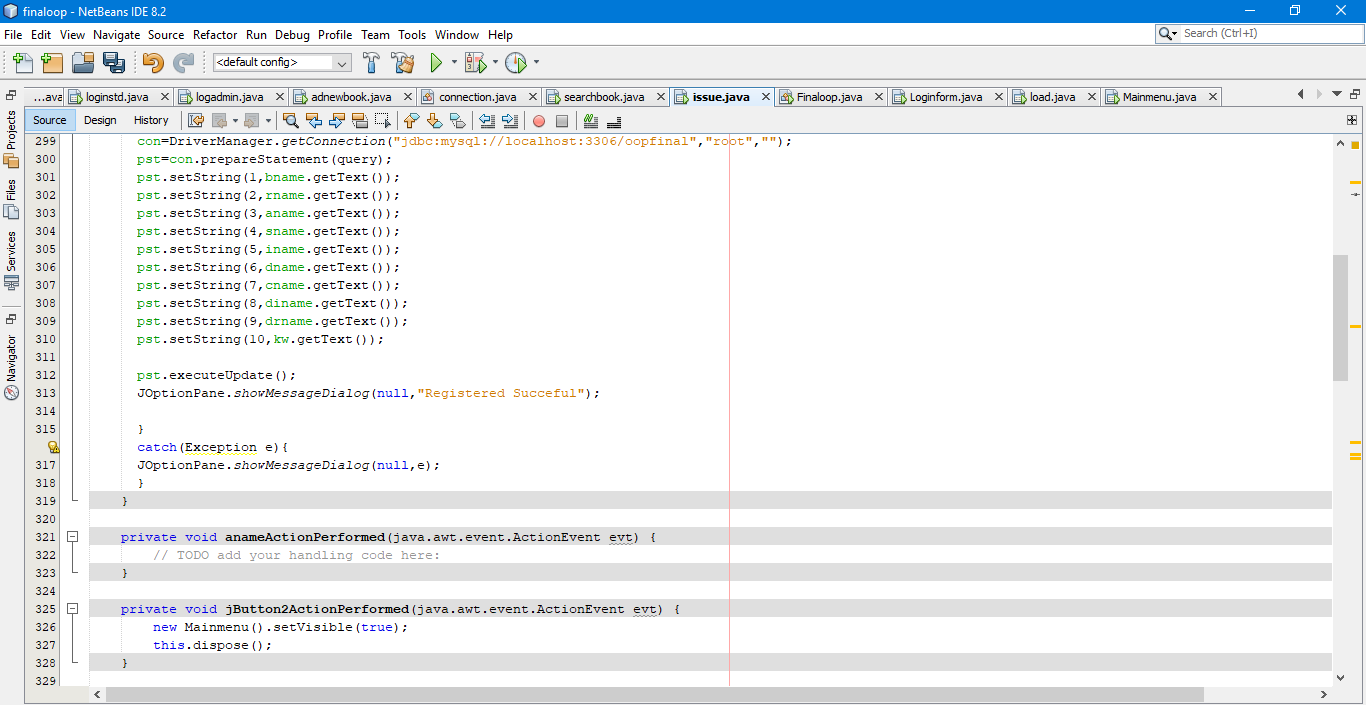 finaloop - NetBeans IDE 8.2
File Edit View Navigate Source Refactor Run Debug Profile Team Tools Window Help
Search (Ctrl+I)
<default config>
...ava loginstd.java logadmin.java adnewbook.java connection.java searchbook.java issue.java Finaloop.java Loginform.java load.java Mainmenu.java
Source Design History
Projects
Files
Services
Navigator
299 con=DriverManager.getConnection("jdbc:mysql://localhost:3306/oopfinal","root","");
300 pst=con.prepareStatement(query);
301 pst.setString(1,bname.getText());
302 pst.setString(2,rname.getText());
303 pst.setString(3,aname.getText());
304 pst.setString(4,sname.getText());
305 pst.setString(5,iname.getText());
306 pst.setString(6,dname.getText());
307 pst.setString(7,cname.getText());
308 pst.setString(8,diname.getText());
309 pst.setString(9,drname.getText());
310 pst.setString(10,kw.getText());
311
312 pst.executeUpdate();
313 JOptionPane.showMessageDialog(null,"Registered Succeful");
314
315 }
catch(Exception e){
317 JOptionPane.showMessageDialog(null,e);
318 }
319 }
320
321 private void anameActionPerformed(java.awt.event.ActionEvent evt) {
322 // TODO add your handling code here:
323 }
324
325 private void jButton2ActionPerformed(java.awt.event.ActionEvent evt) {
326 new Mainmenu().setVisible(true);
327 this.dispose();
328 }
329